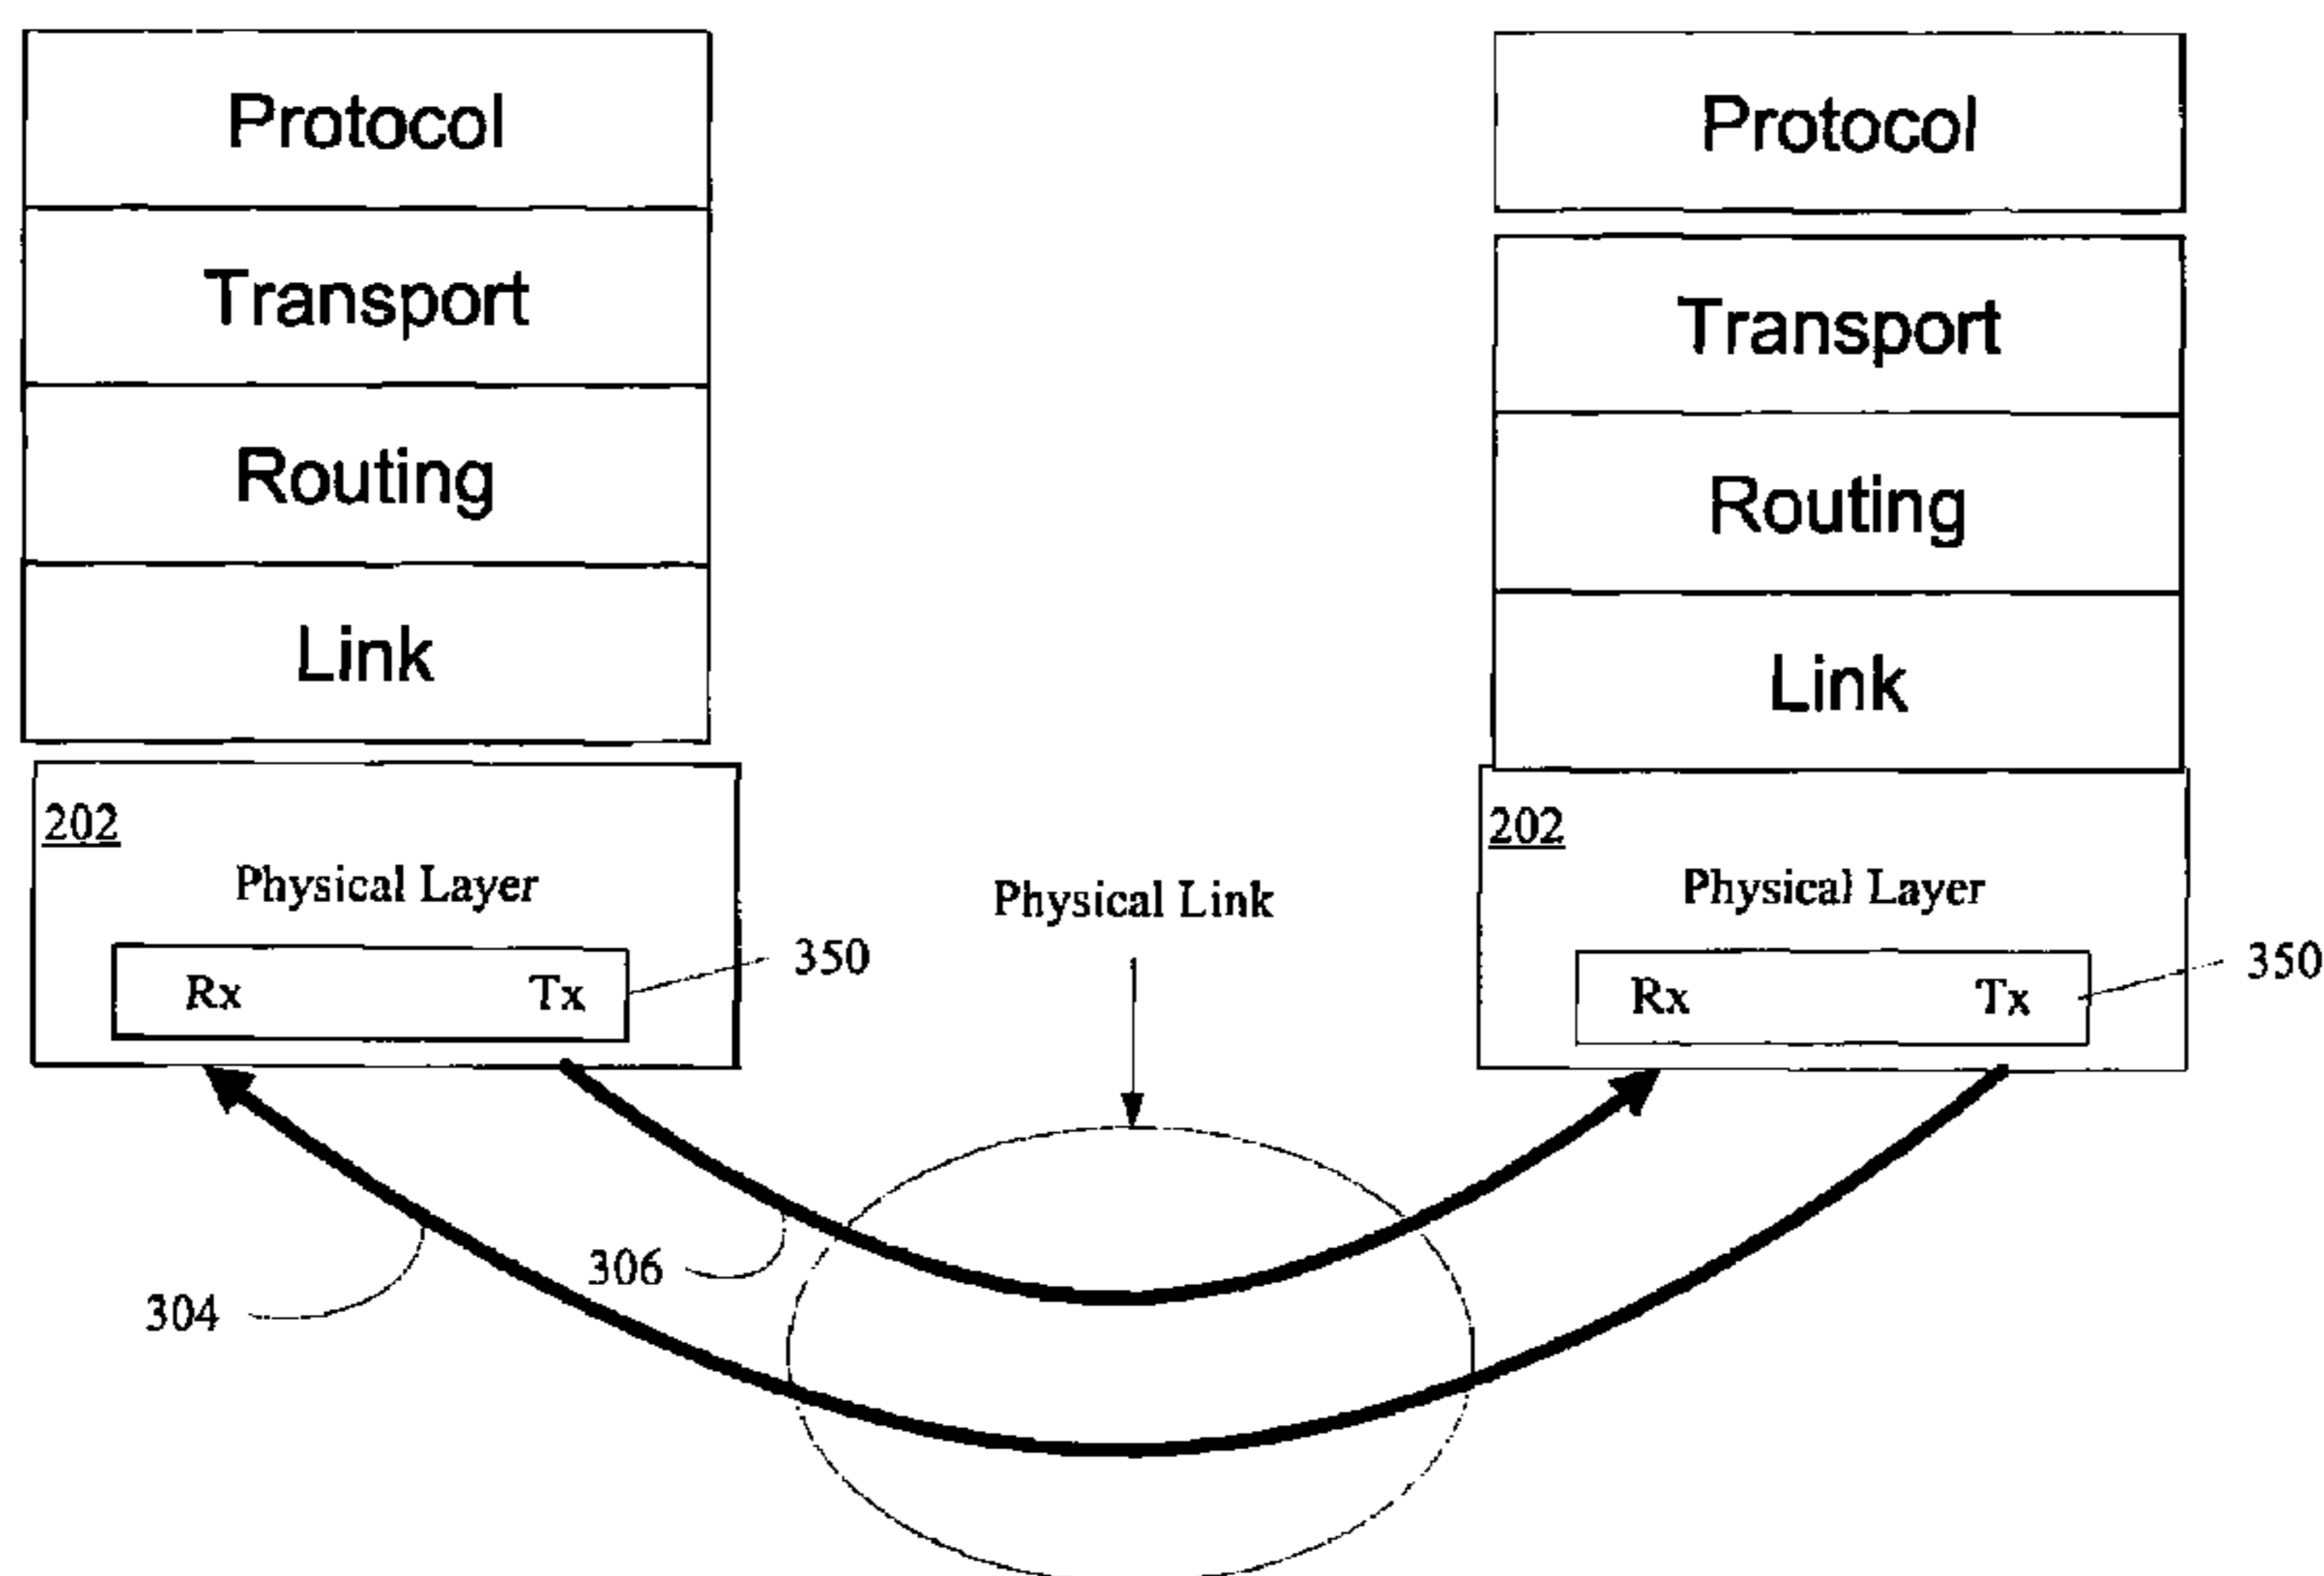 Protocol
Transport
Routing
Link
202
Physical Layer
Rx Tx
350
Physical Link
306
304
Protocol
Transport
Routing
Link
202
Physical Layer
Rx Tx
350